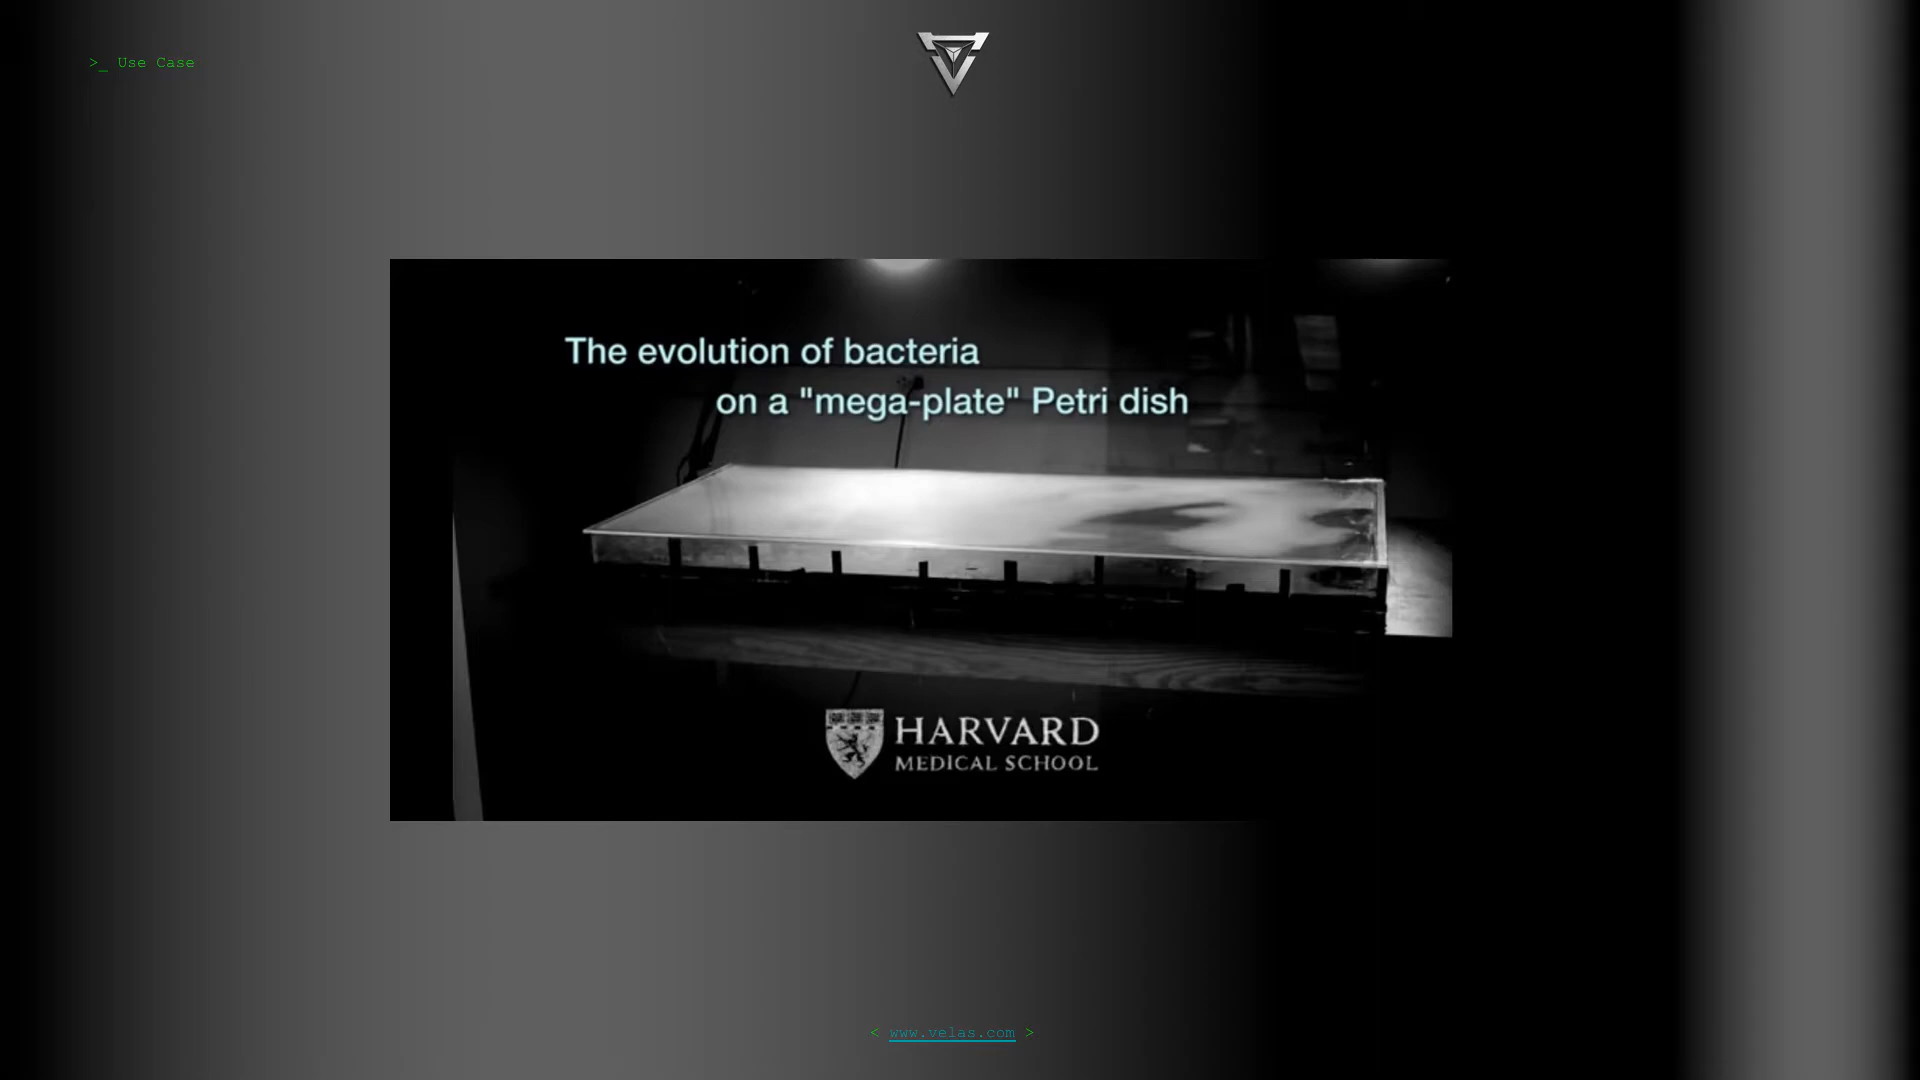 >_ Use Case
The evolution of bacteria
on a "mega-plate" Petri dish
HARVARD
MEDICAL SCHOOL
< www.velas.com >